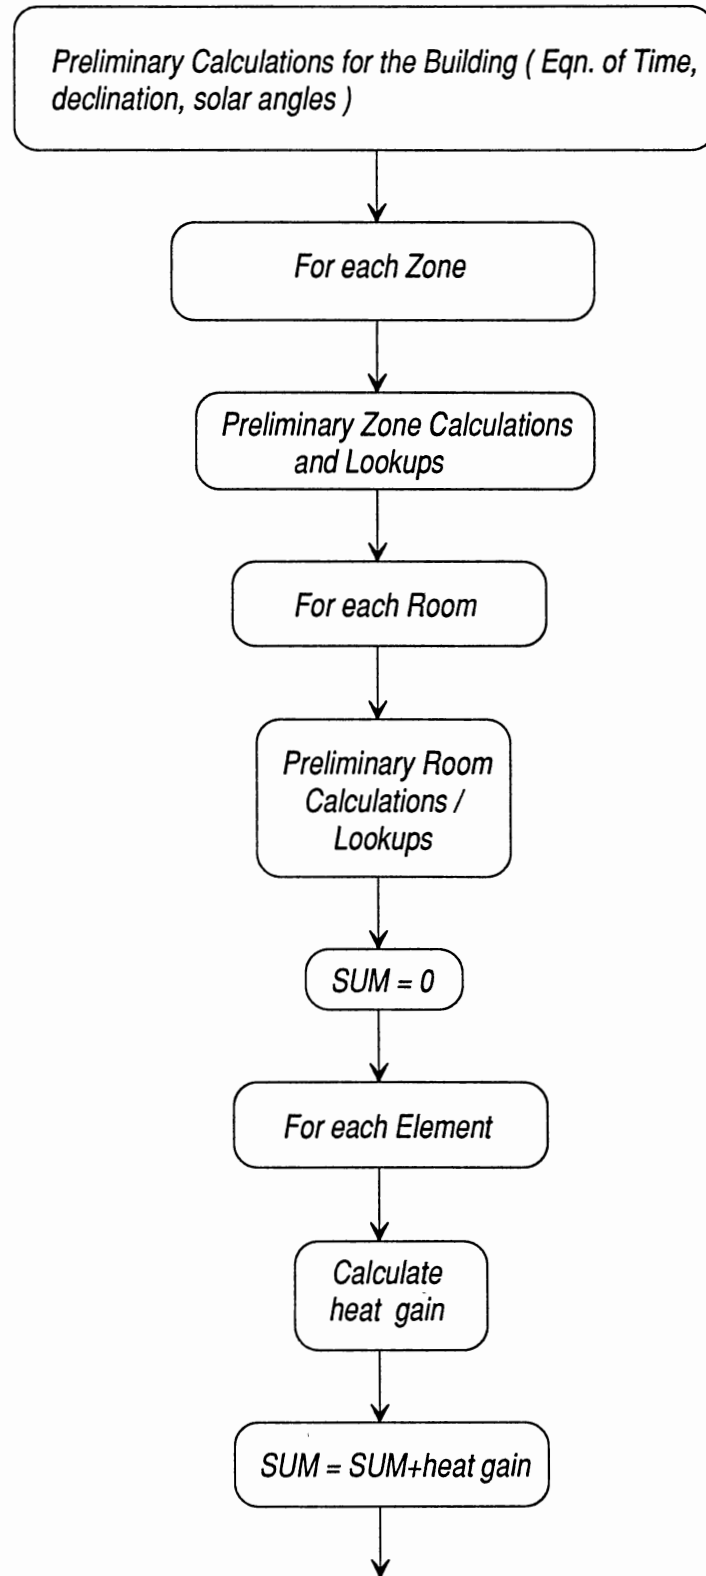 Preliminary Calculations for the Building ( Eqn. of Time,
declination, solar angles )
For each Zone
Preliminary Zone Calculations
and Lookups
For each Room
Preliminary Room
Calculations /
Lookups
SUM = 0
For each Element
Calculate
heat gain
SUM = SUM+heat gain